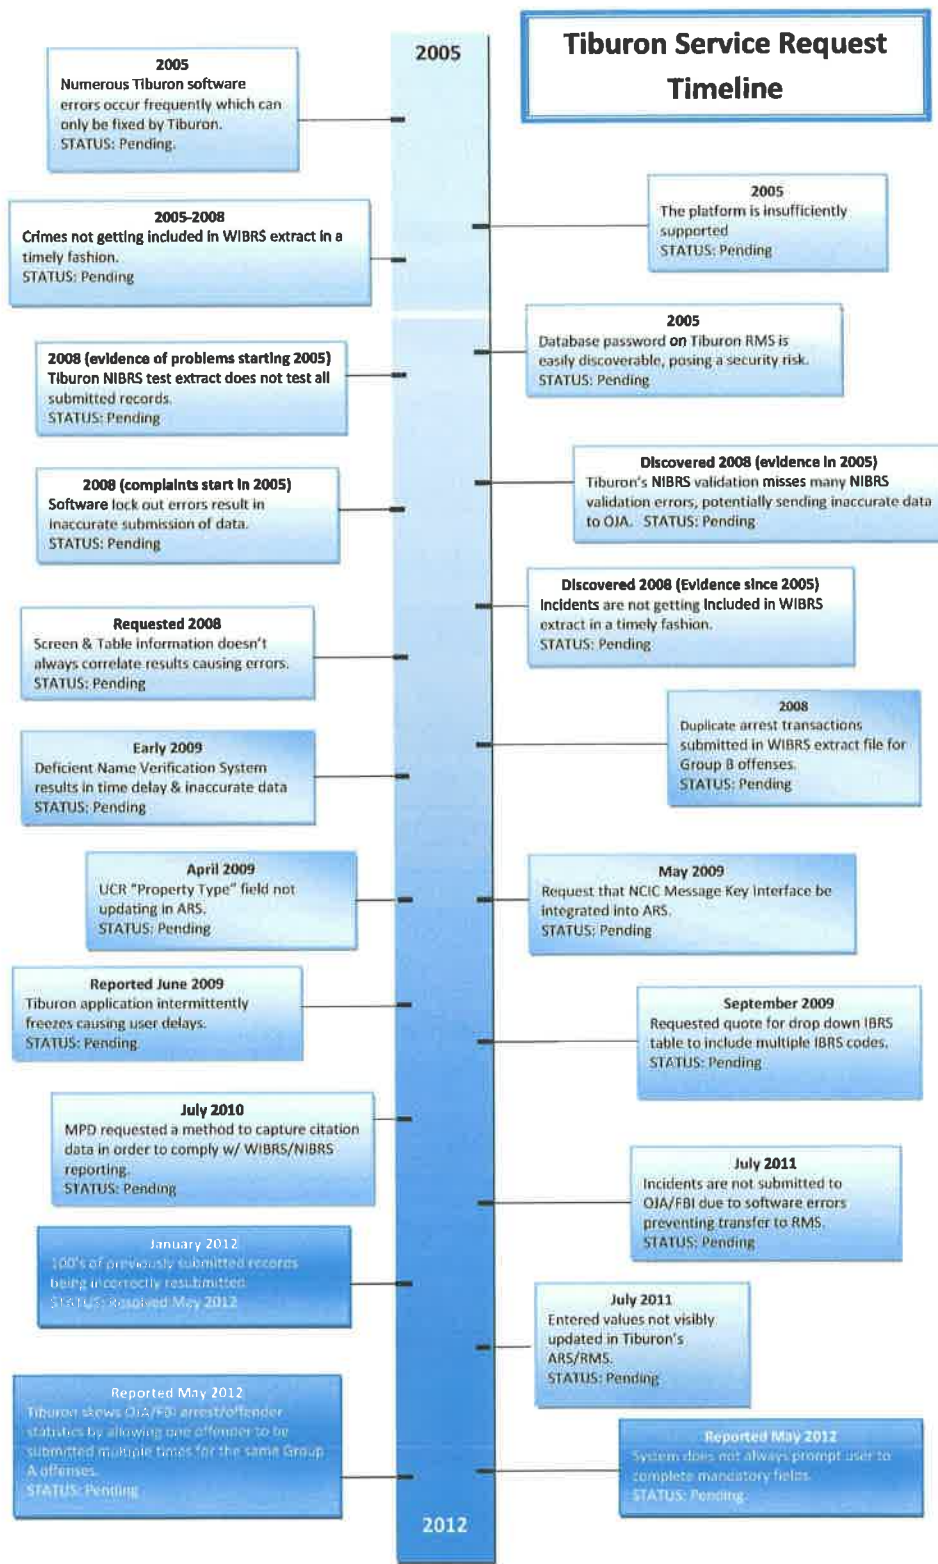 2005
Tiburon Service Request
Timeline
2005
Numerous Tiburon software
errors occur frequently which can
only be fixed by Tiburon.
STATUS: Pending.
2005
The platform is insufficiently
supported
STATUS: Pending
2005-2008
Crimes not getting included in WIBRS extract in a
timely fashion.
STATUS: Pending
2005
Database password on Tiburon RMS is
easily discoverable, posing a security risk.
STATUS: Pending
2008 (evidence of problems starting 2005)
Tiburon NIBRS test extract does not test all
submitted records.
STATUS: Pending
Discovered 2008 (evidence in 2005)
Tiburon's NIBRS validation misses many NIBRS
validation errors, potentially sending inaccurate data
to OJA. STATUS: Pending
2008 (complaints start in 2005)
Software lock out errors result in
inaccurate submission of data.
STATUS: Pending
Discovered 2008 (Evidence since 2005)
Incidents are not getting included in WIBRS
extract in a timely fashion.
STATUS: Pending
Requested 2008
Screen & Table information doesn't
always correlate results causing errors.
STATUS: Pending
2008
Duplicate arrest transactions
submitted in WIBRS extract file for
Group B offenses.
STATUS: Pending
Early 2009
Deficient Name Verification System
results in time delay & inaccurate data
STATUS: Pending
April 2009
UCR "Property Type" field not
updating in ARS.
STATUS: Pending
May 2009
Request that NCIC Message Key Interface be
integrated into ARS.
STATUS: Pending
Reported June 2009
Tiburon application intermittently
freezes causing user delays.
STATUS: Pending
September 2009
Requested quote for drop down IBRS
table to include multiple IBRS codes.
STATUS: Pending
July 2010
MPD requested a method to capture citation
data in order to comply w/ WIBRS/NIBRS
reporting.
STATUS: Pending
July 2011
Incidents are not submitted to
OJA/FBI due to software errors
preventing transfer to RMS.
STATUS: Pending
January 2012
100's of previously submitted records
being incorrectly resubmitted.
STATUS: Resolved May 2012
July 2011
Entered values not visibly
updated in Tiburon's
ARS/RMS.
STATUS: Pending
Reported May 2012
Tiburon skews OJA/FBI arrest/offender
statistics by allowing one offender to be
submitted multiple times for the same Group
A offenses.
STATUS: Pending
Reported May 2012
System does not always prompt user to
complete mandatory fields.
STATUS: Pending.
2012